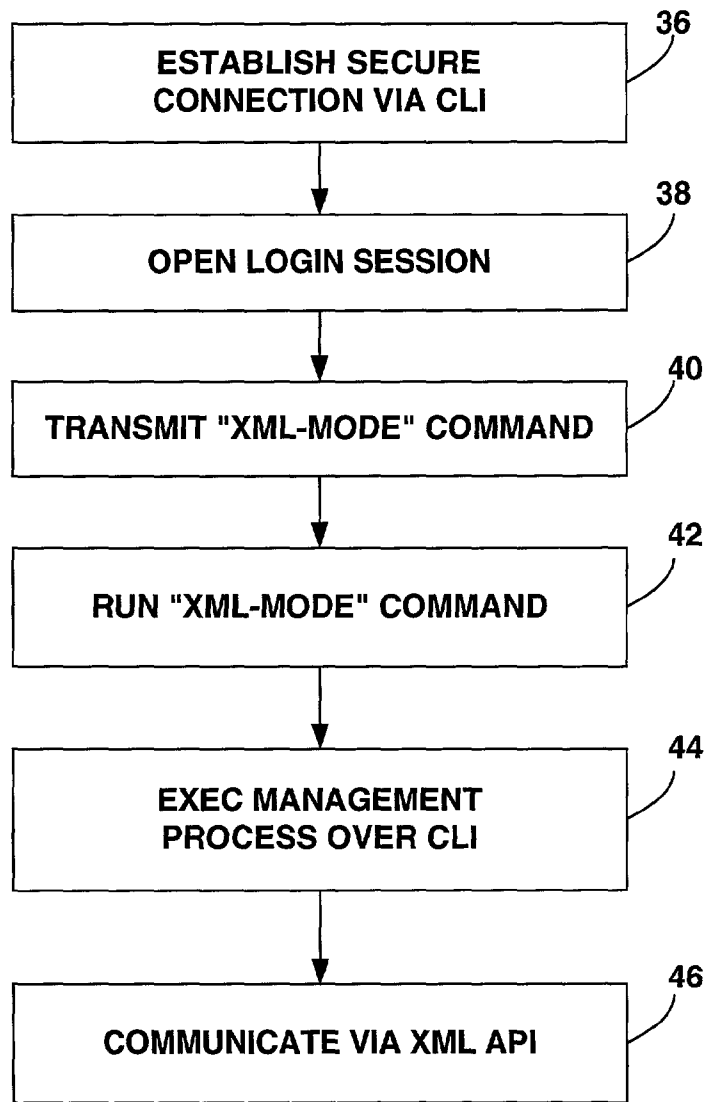 36
ESTABLISH SECURE
CONNECTION VIA CLI
38
OPEN LOGIN SESSION
40
TRANSMIT "XML-MODE" COMMAND
42
RUN "XML-MODE" COMMAND
44
EXEC MANAGEMENT
PROCESS OVER CLI
46
COMMUNICATE VIA XML API